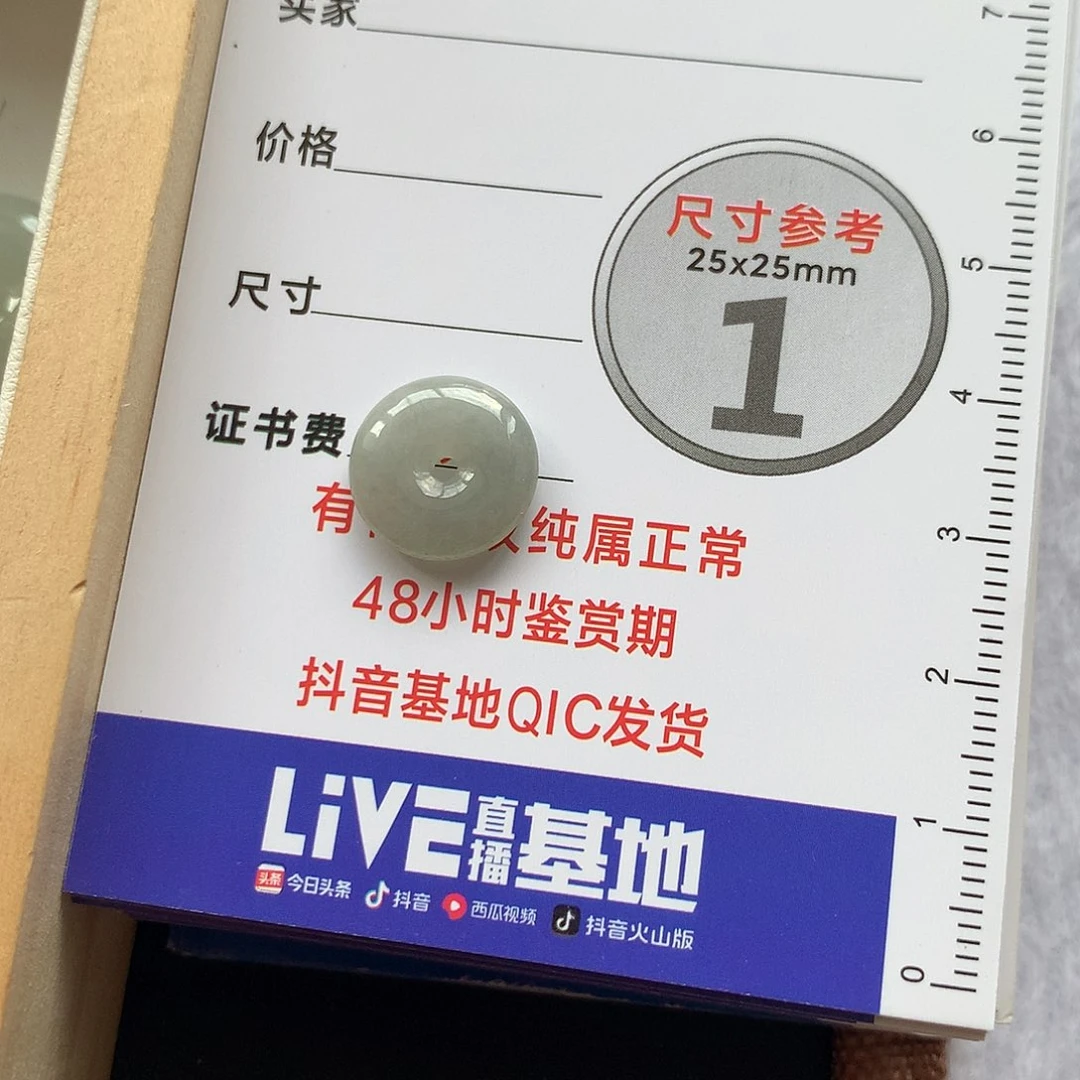 买家
价格
尺寸参考
25x25mm
1
尺寸
证书费
有 纯属正常
48小时鉴赏期
抖音基地QIC发货
LiVE直播基地
头条 今日头条 抖音 西瓜视频 抖音火山版
7
6
5
4
3
2
1
0